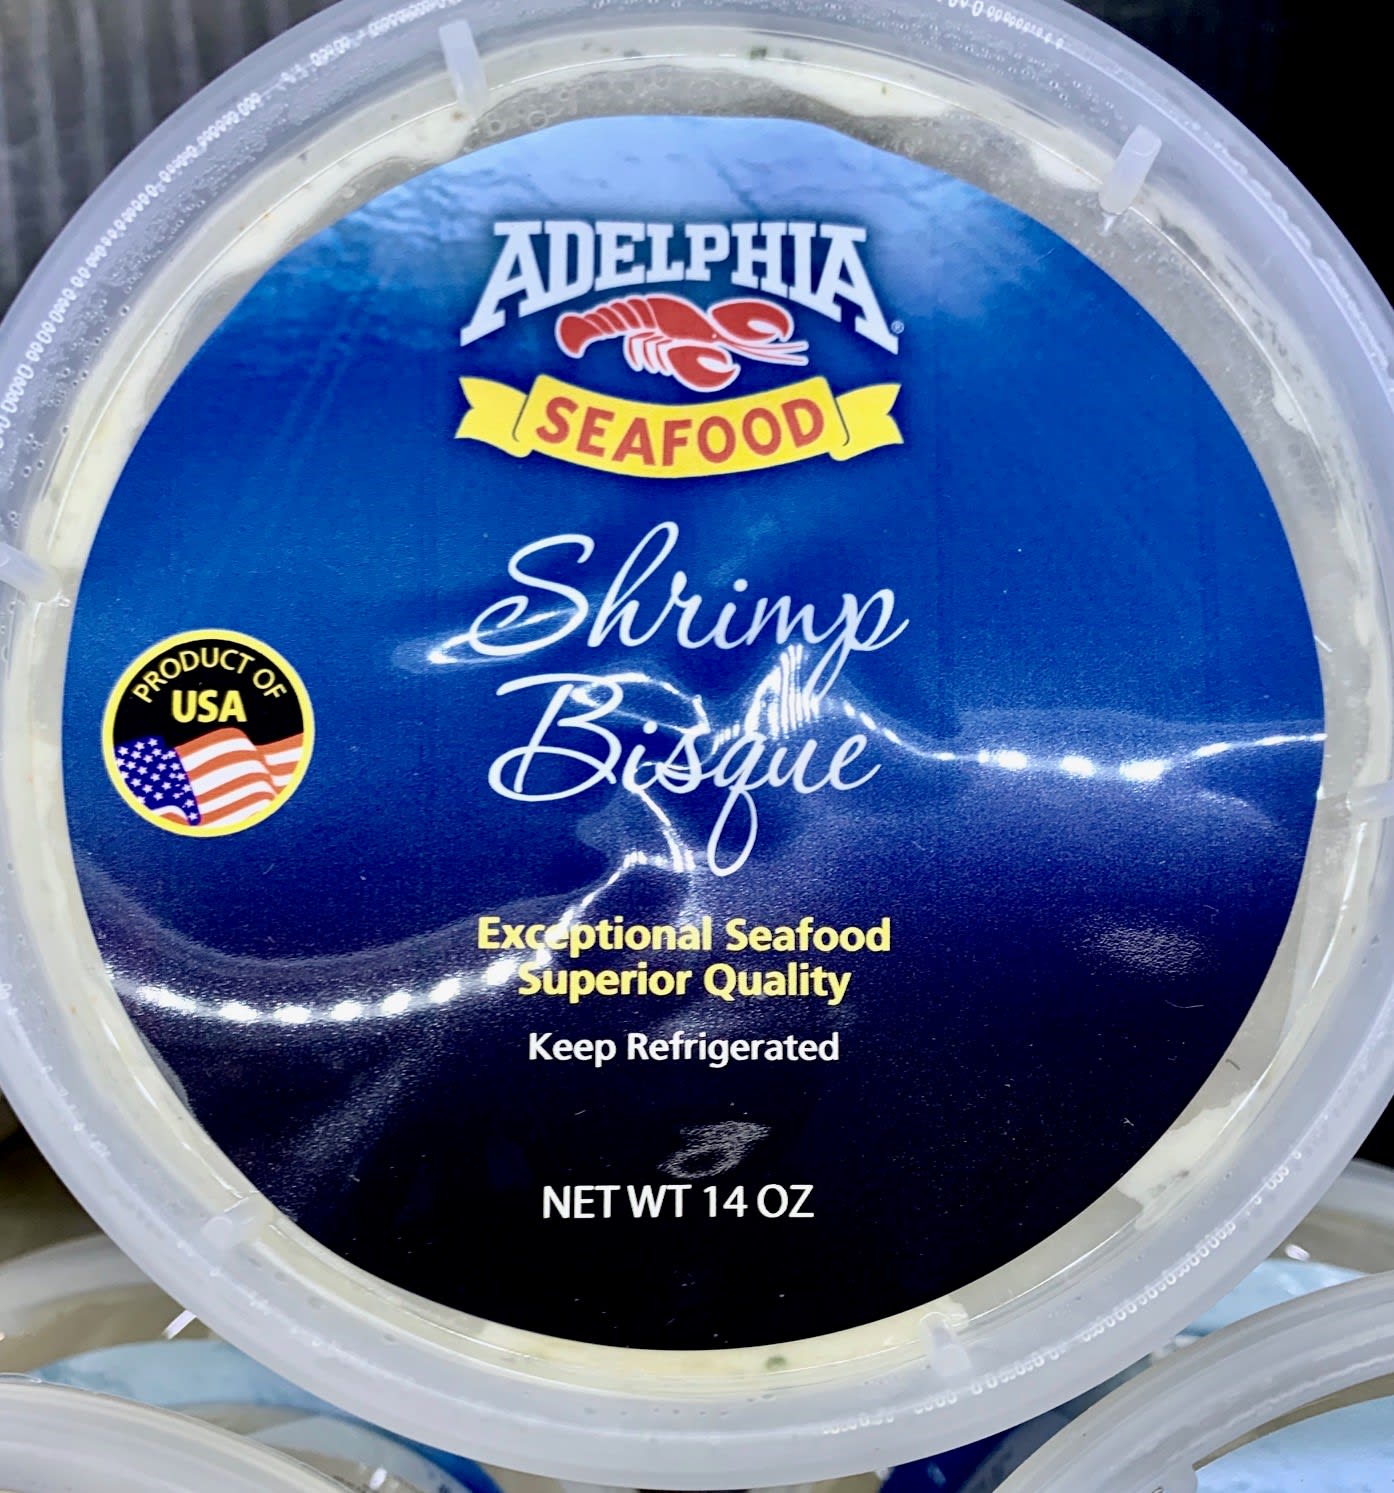 ADELPHIA
®
SEAFOOD
Shrimp
Bisque
PRODUCT OF
USA
Exceptional Seafood
Superior Quality
Keep Refrigerated
NET WT 14 OZ